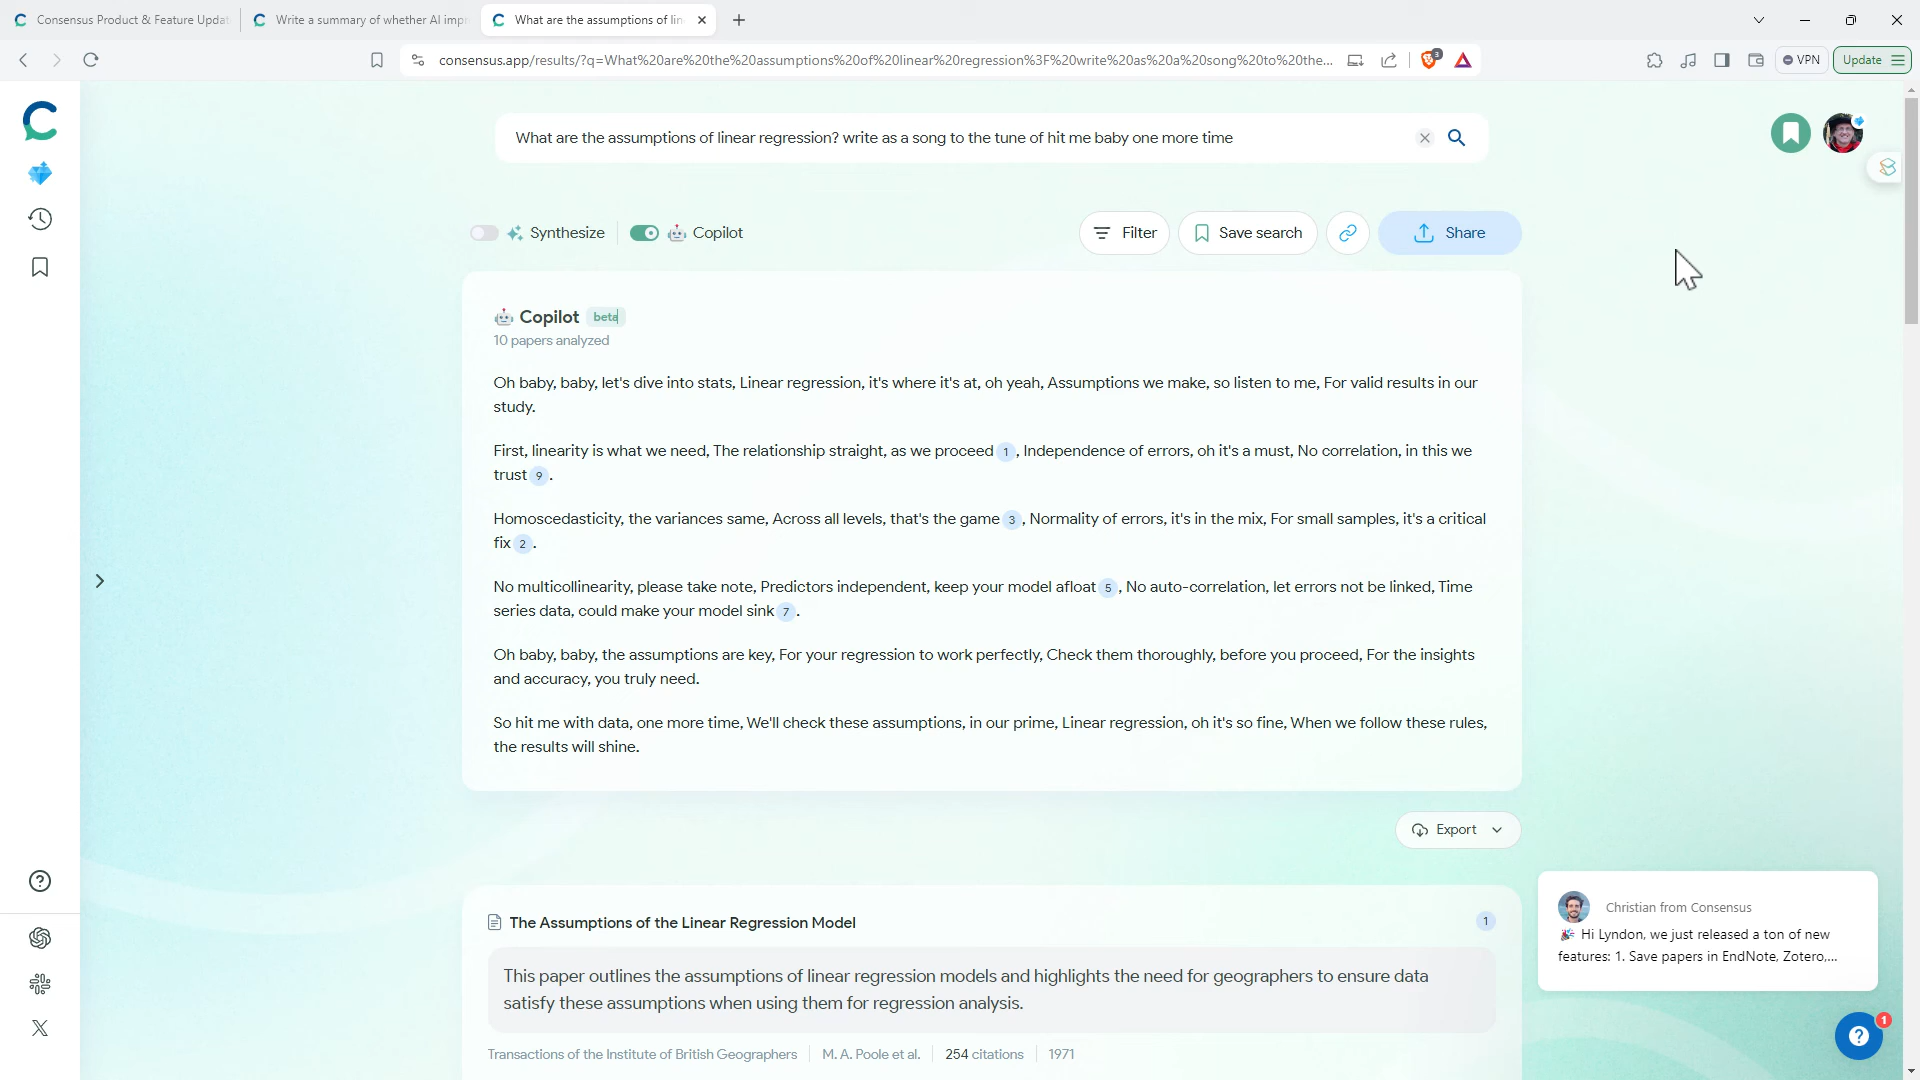 Consensus Product & Feature Updat
Write a summary of whether AI impr
What are the assumptions of lin
consensus.app/results/?q=What%20are%20the%20assumptions%20of%20linear%20regression%3F%20write%20as%20a%20song%20to%20the...
3
VPN
Update
What are the assumptions of linear regression? write as a song to the tune of hit me baby one more time
Synthesize
Copilot
Filter
Save search
Share
Copilot beta
10 papers analyzed
Oh baby, baby, let's dive into stats, Linear regression, it's where it's at, oh yeah, Assumptions we make, so listen to me, For valid results in our
study.
First, linearity is what we need, The relationship straight, as we proceed 1 , Independence of errors, oh it's a must, No correlation, in this we
trust 9 .
Homoscedasticity, the variances same, Across all levels, that's the game 3 , Normality of errors, it's in the mix, For small samples, it's a critical
fix 2 .
No multicollinearity, please take note, Predictors independent, keep your model afloat 5 , No auto-correlation, let errors not be linked, Time
series data, could make your model sink 7 .
Oh baby, baby, the assumptions are key, For your regression to work perfectly, Check them thoroughly, before you proceed, For the insights
and accuracy, you truly need.
So hit me with data, one more time, We'll check these assumptions, in our prime, Linear regression, oh it's so fine, When we follow these rules,
the results will shine.
Export
The Assumptions of the Linear Regression Model
1
This paper outlines the assumptions of linear regression models and highlights the need for geographers to ensure data
satisfy these assumptions when using them for regression analysis.
Transactions of the Institute of British Geographers
M. A. Poole et al.
254 citations
1971
Christian from Consensus
🎉 Hi Lyndon, we just released a ton of new
features: 1. Save papers in EndNote, Zotero,...
1